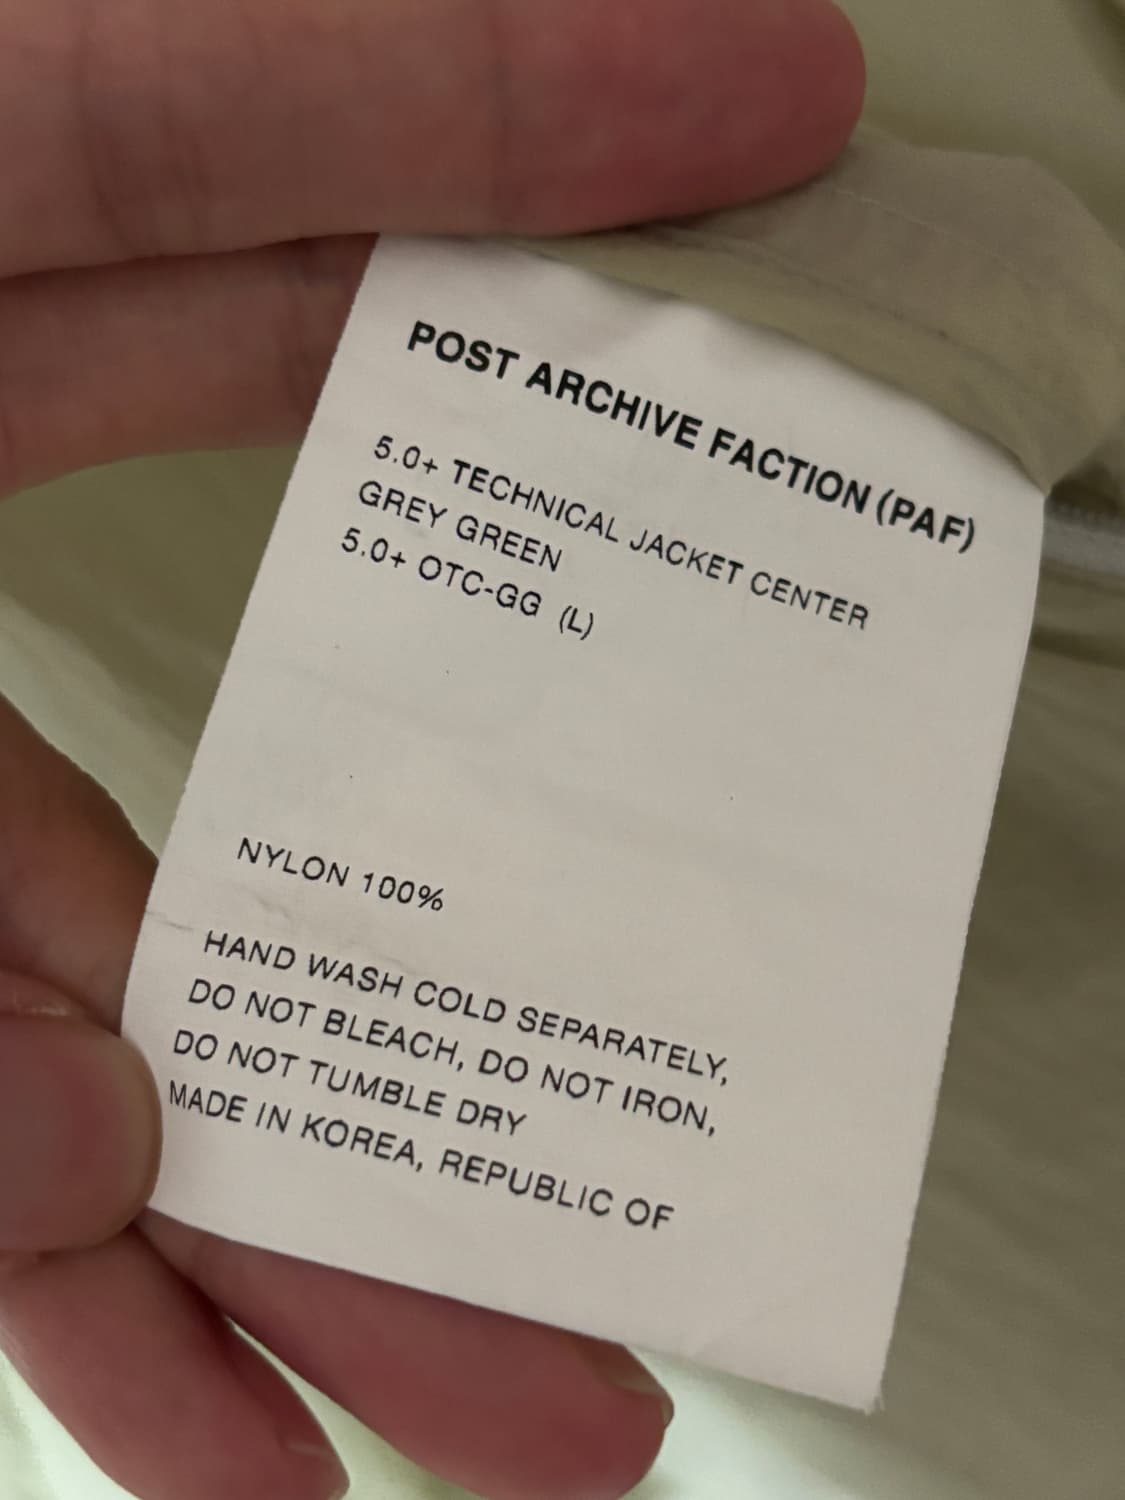 POST ARCHIVE FACTION (PAF)
5.0+ TECHNICAL JACKET CENTER
GREY GREEN
5.0+ OTC-GG (L)
NYLON 100%
HAND WASH COLD SEPARATELY,
DO NOT BLEACH, DO NOT IRON,
DO NOT TUMBLE DRY
MADE IN KOREA, REPUBLIC OF